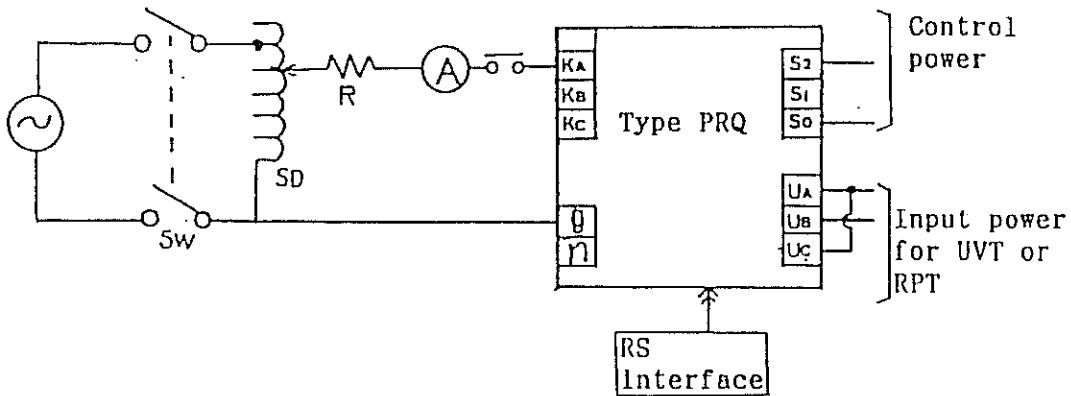 Control
power
KA
KB
KC
S2
S1
S0
R
A
Type PRQ
SD
SW
g
n
UA
UB
UC
Input power
for UVT or
RPT
RS
interface